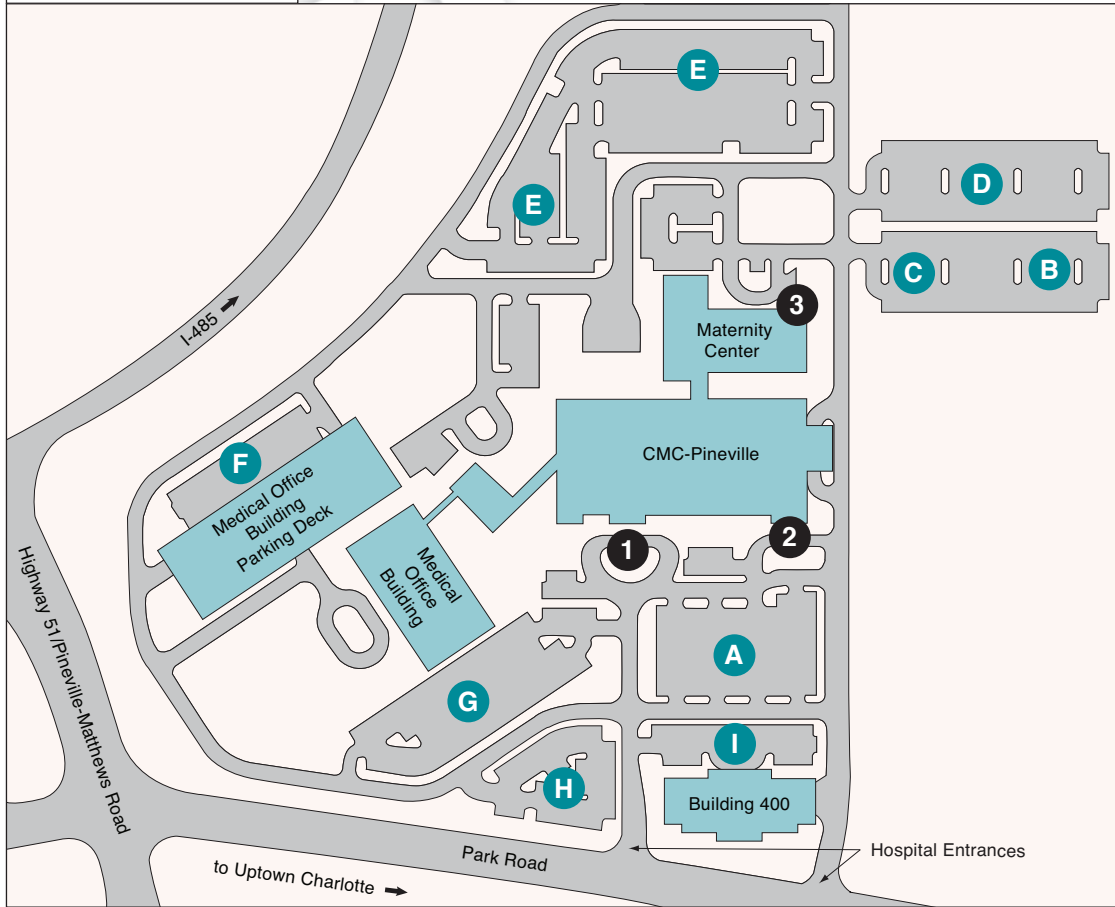 E
E
D
C
B
3
Maternity
Center
I-485
CMC-Pineville
F
Medical Office
Building
Parking Deck
1
2
Medical
Office
Building
Highway 51/Pineville-Matthews Road
A
G
I
H
Building 400
Park Road
Hospital Entrances
to Uptown Charlotte